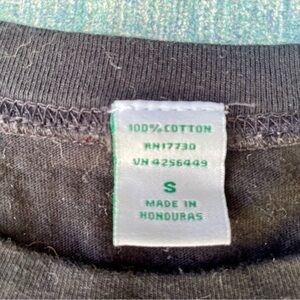 100% COTTON
RN17730
VN 4256449
S
MADE IN
HONDURAS